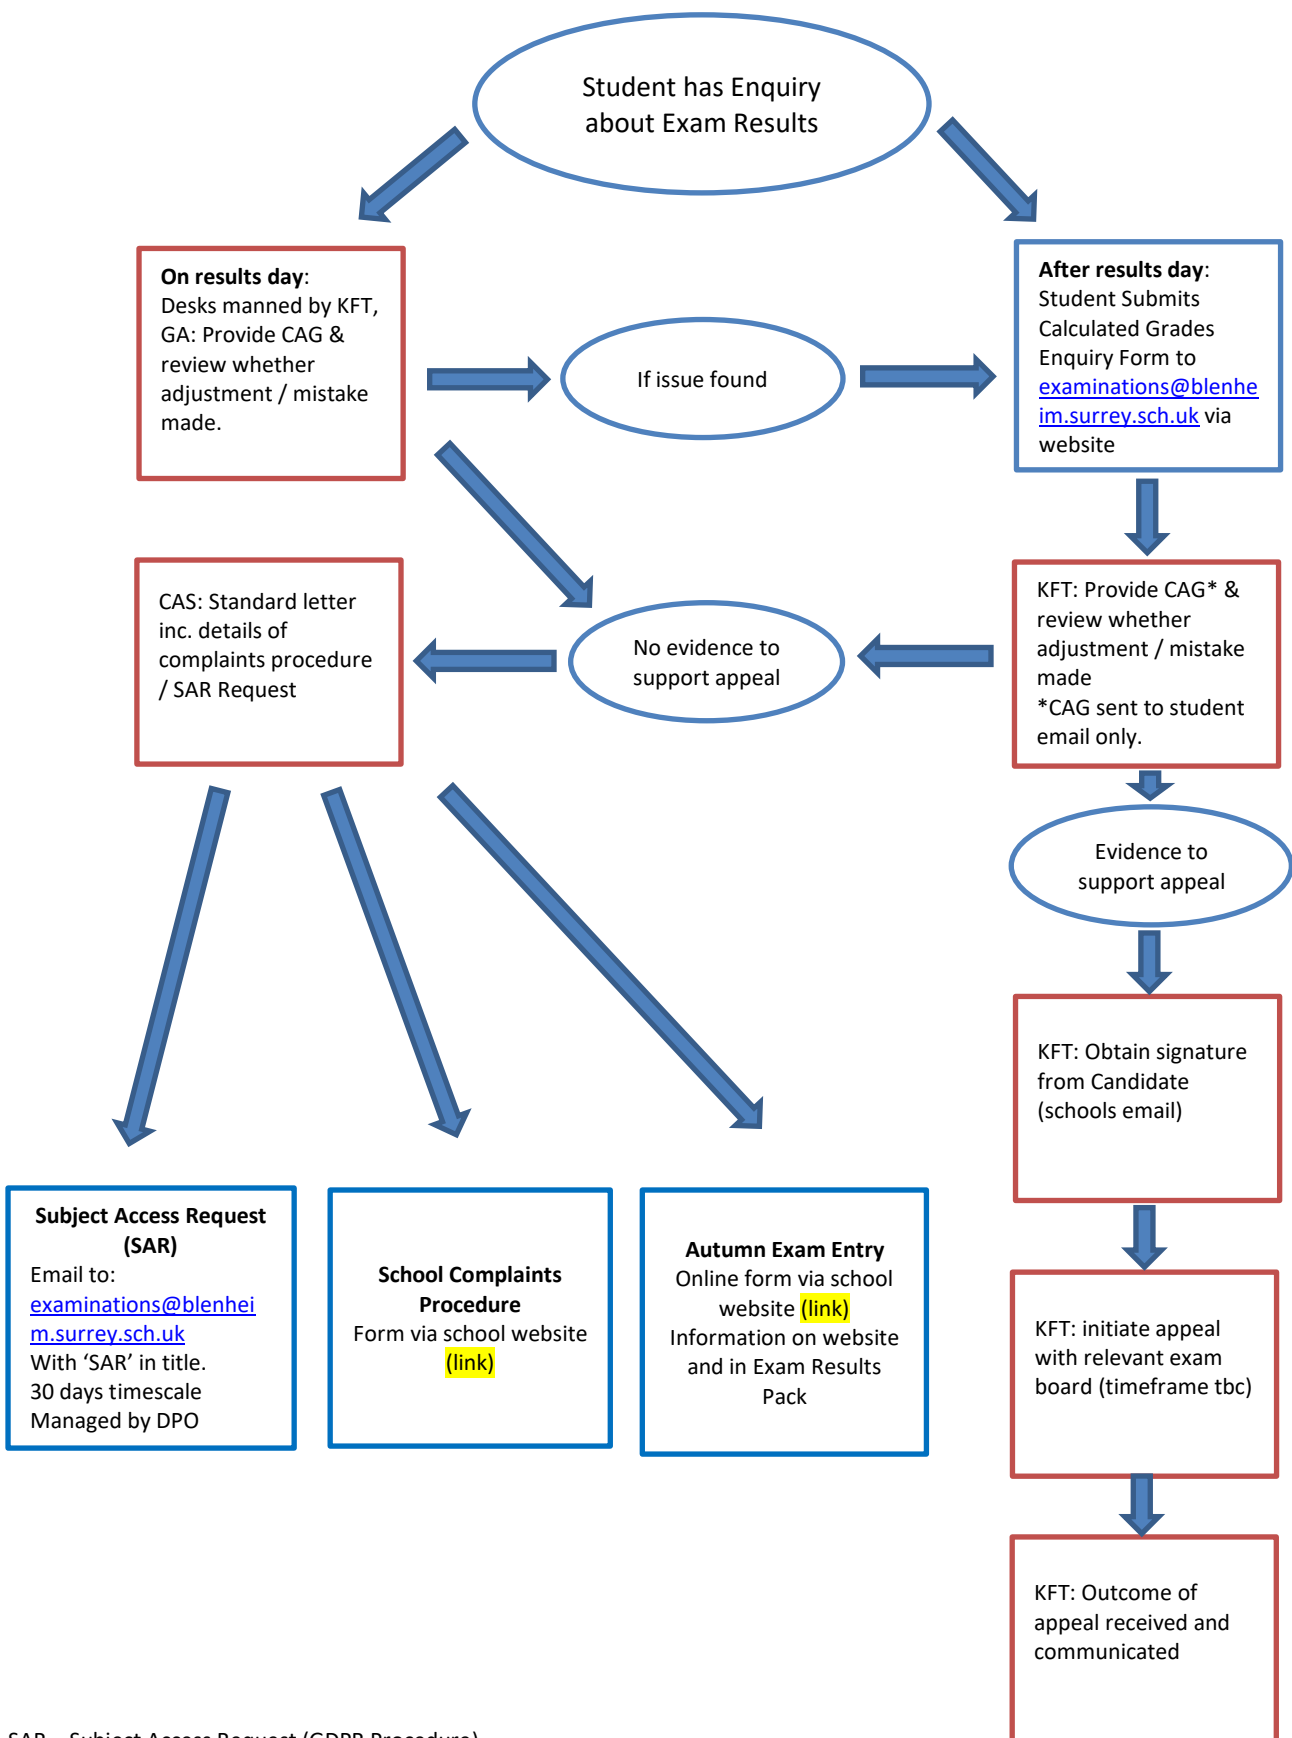 Student has Enquiry
about Exam Results
On results day:
Desks manned by KFT,
GA: Provide CAG &
review whether
adjustment / mistake
made.
If issue found
After results day:
Student Submits
Calculated Grades
Enquiry Form to
examinations@blenhe
im.surrey.sch.uk via
website
CAS: Standard letter
inc. details of
complaints procedure
/ SAR Request
No evidence to
support appeal
KFT: Provide CAG* &
review whether
adjustment / mistake
made
*CAG sent to student
email only.
Evidence to
support appeal
KFT: Obtain signature
from Candidate
(schools email)
Subject Access Request
(SAR)
Email to:
examinations@blenhei
m.surrey.sch.uk
With ‘SAR’ in title.
30 days timescale
Managed by DPO
School Complaints
Procedure
Form via school website
(link)
Autumn Exam Entry
Online form via school
website (link)
Information on website
and in Exam Results
Pack
KFT: initiate appeal
with relevant exam
board (timeframe tbc)
KFT: Outcome of
appeal received and
communicated
SAR – Subject Access Request (GDPR Procedure)